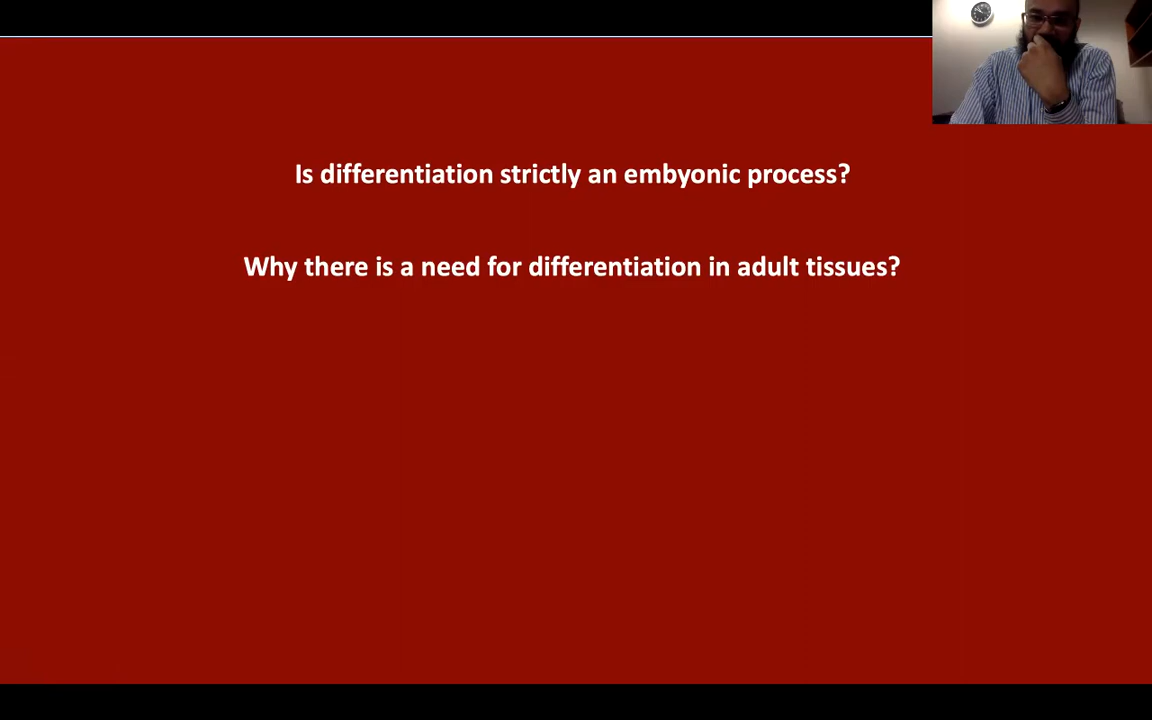 Is differentiation strictly an embyonic process?
Why there is a need for differentiation in adult tissues?